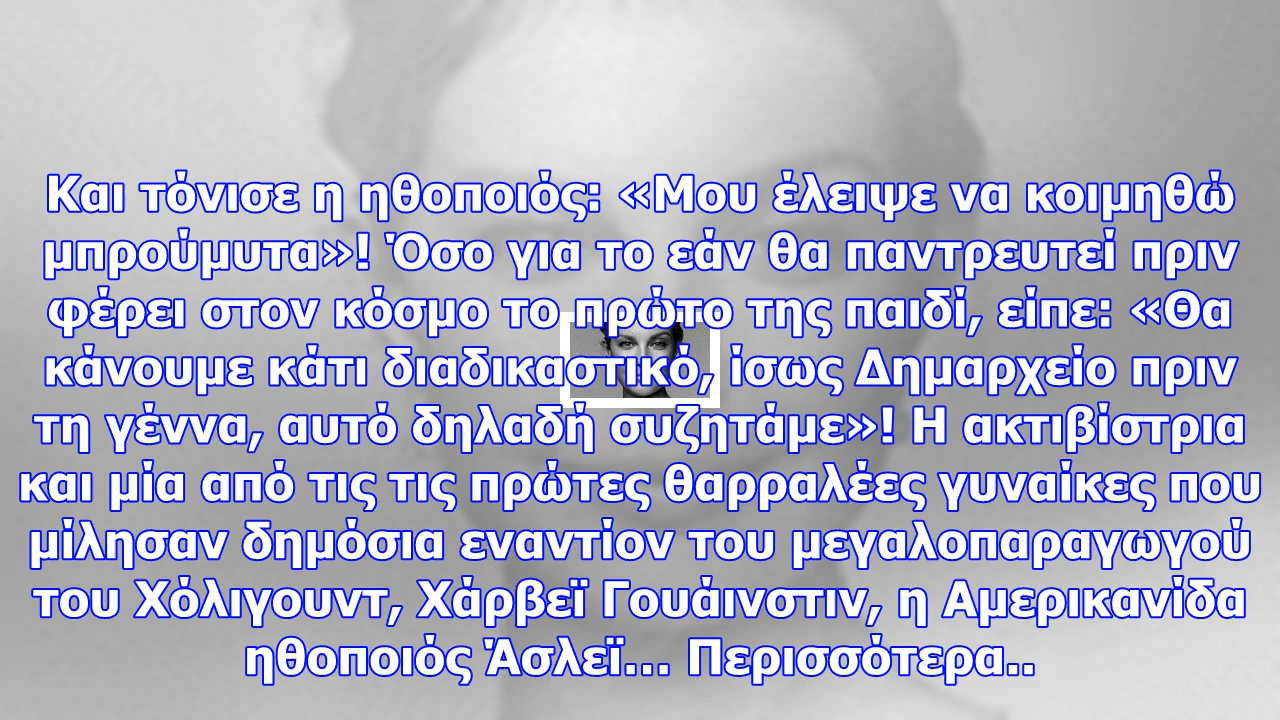 Και τόνισε η ηθοποιός: «Μου έλειψε να κοιμηθώ
μπρούμυτα»! Όσο για το εάν θα παντρευτεί πριν
φέρει στον κόσμο το πρώτο της παιδί, είπε: «Θα
κάνουμε κάτι διαδικαστικό, ίσως Δημαρχείο πριν
τη γέννα, αυτό δηλαδή συζητάμε»! Η ακτιβίστρια
και μία από τις τις πρώτες θαρραλέες γυναίκες που
μίλησαν δημόσια εναντίον του μεγαλοπαραγωγού
του Χόλιγουντ, Χάρβεϊ Γουάινστιν, η Αμερικανίδα
ηθοποιός Άσλεϊ... Περισσότερα..